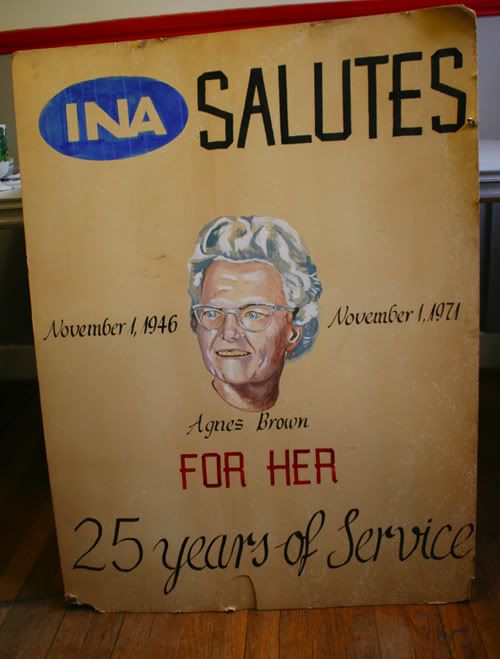 INA SALUTES
November 1, 1946
November 1, 1971
Agnes Brown
FOR HER
25 years of Service